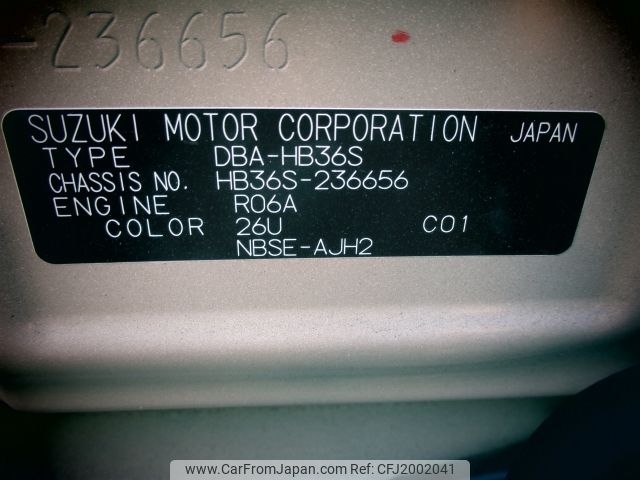 -236656
SUZUKI MOTOR CORPORATION JAPAN
TYPE DBA-HB36S
CHASSIS NO. HB36S-236656
ENGINE R06A
COLOR 26U C01
NBSE-AJH2
www.CarFromJapan.com | Ref. CFJ2002041